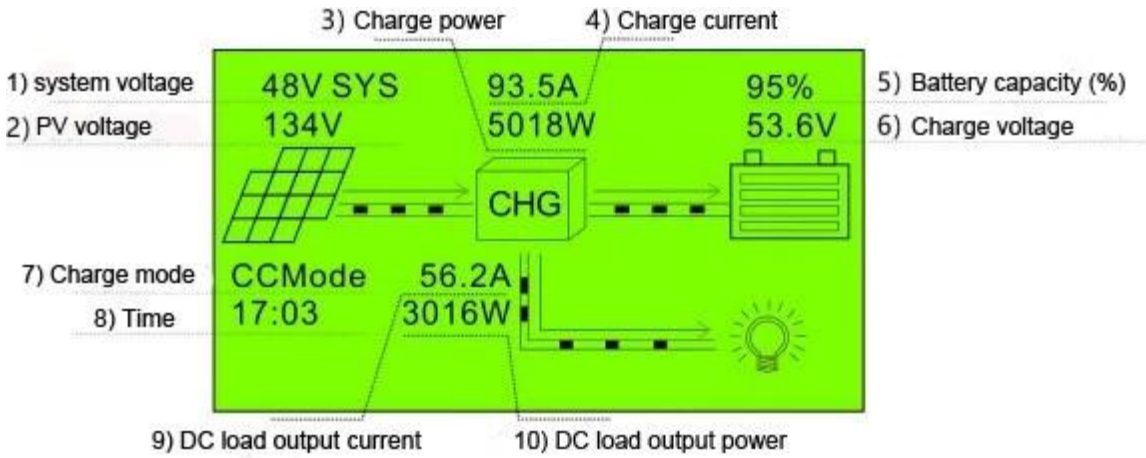 3) Charge power
4) Charge current
1) system voltage
48V SYS
93.5A
95%
5) Battery capacity (%)
2) PV voltage
134V
5018W
53.6V
6) Charge voltage
CHG
7) Charge mode
CCMode
56.2A
8) Time
17:03
3016W
9) DC load output current
10) DC load output power